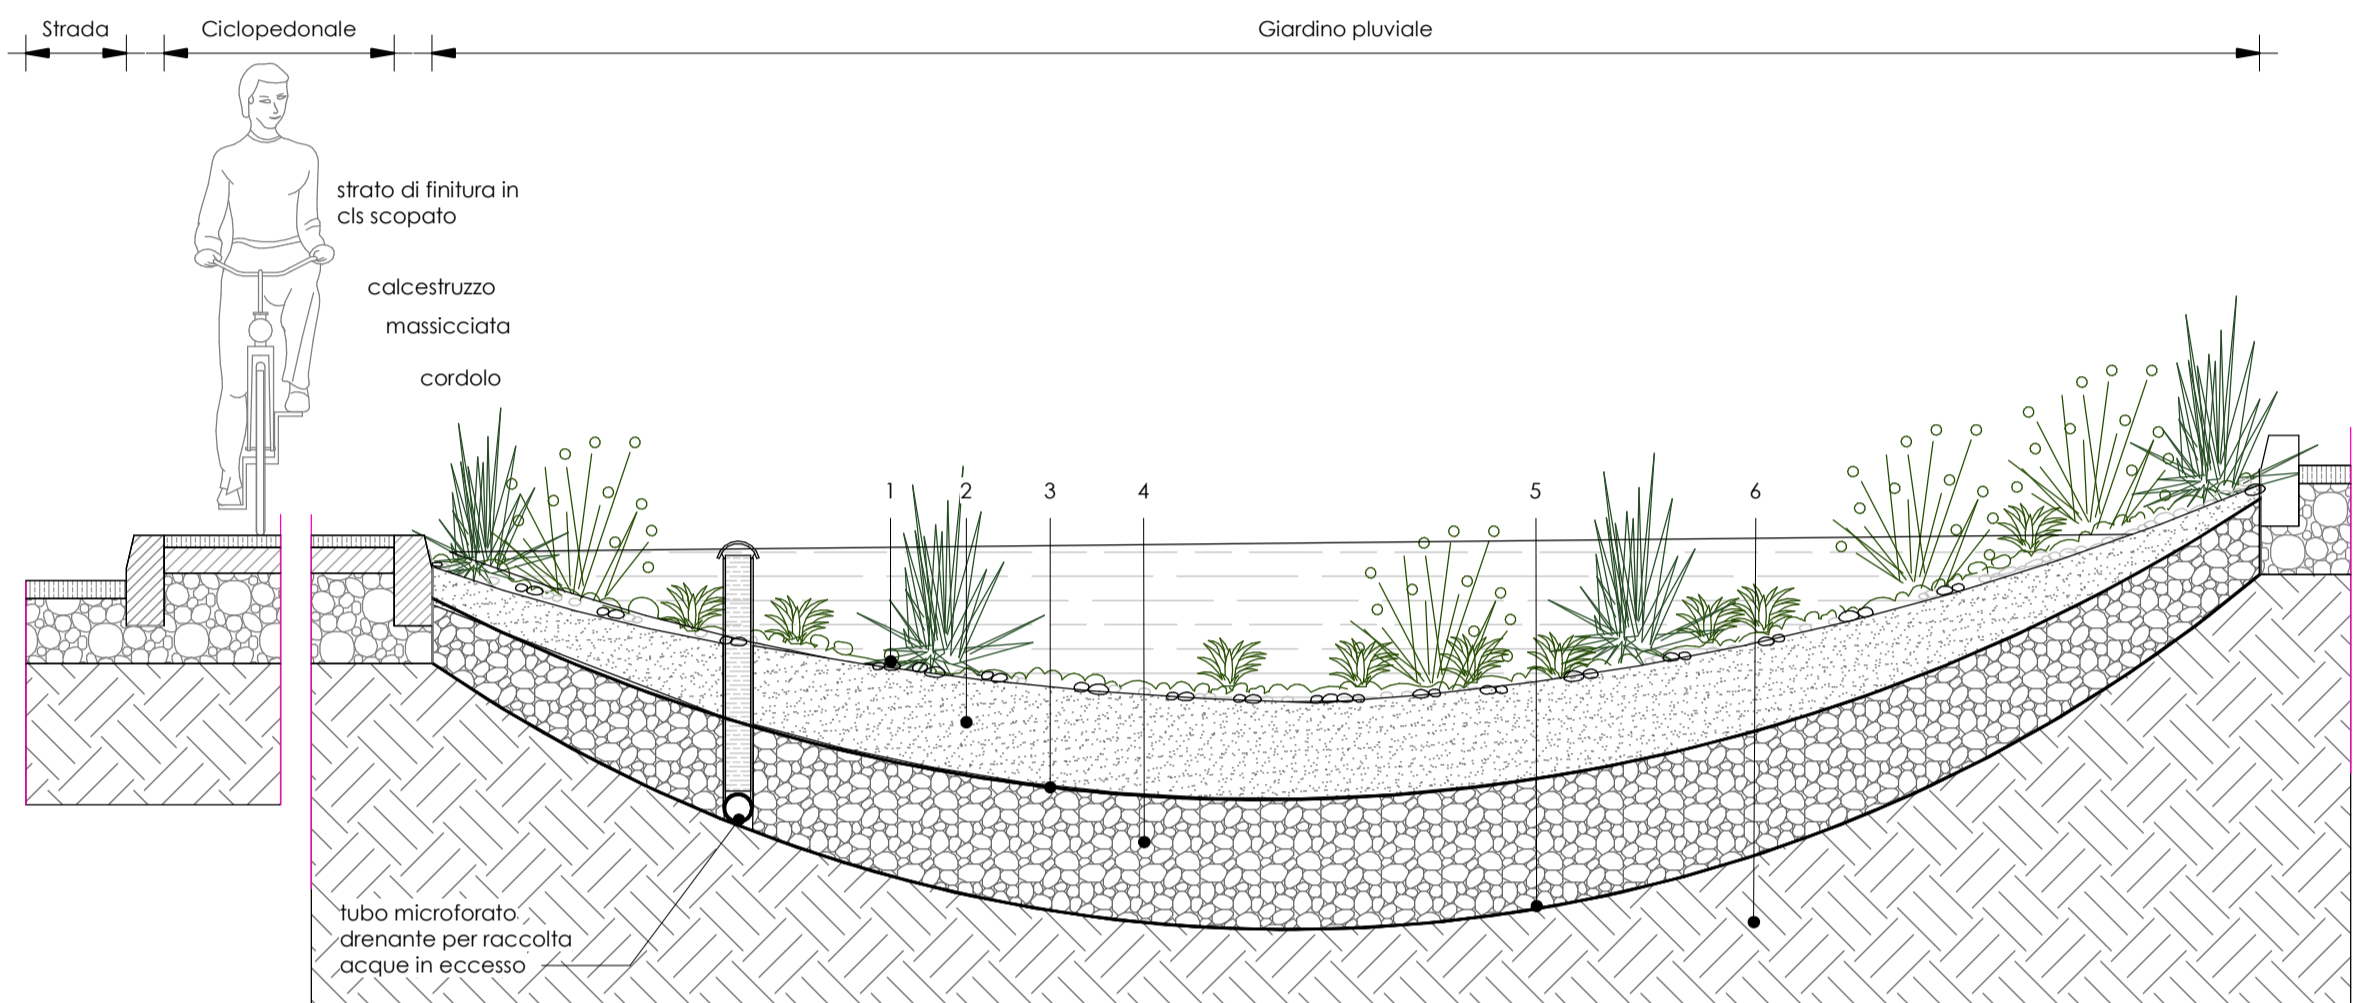 Strada
Ciclopedonale
Giardino pluviale
strato di finitura in
cls scopato
calcestruzzo
massicciata
cordolo
1
2
3
4
5
6
tubo microforato
drenante per raccolta
acque in eccesso